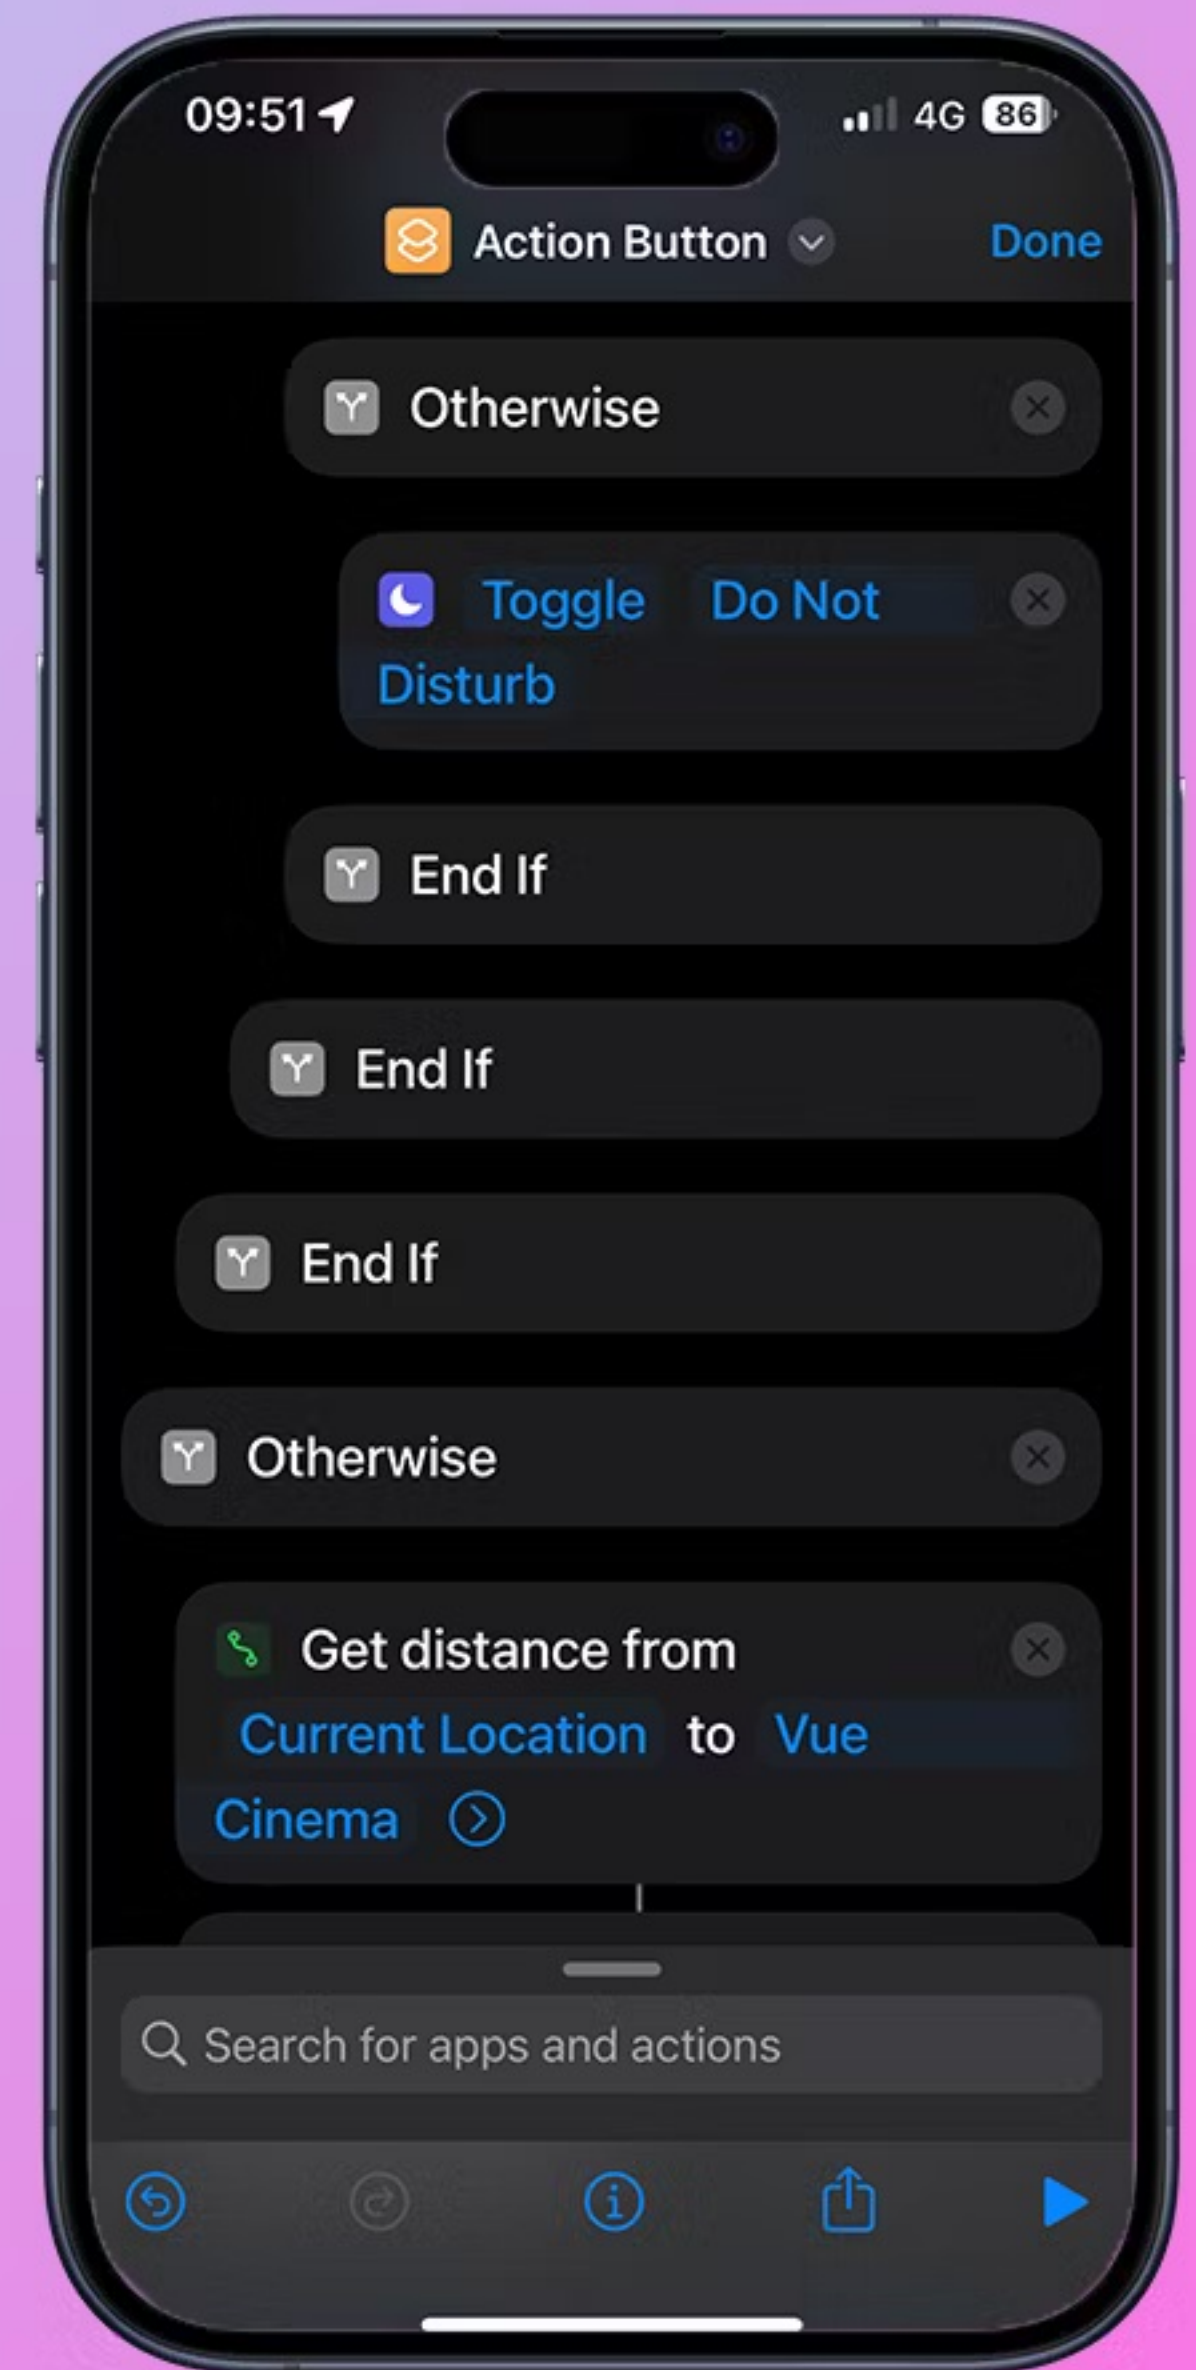 09:51 4G 86
Action Button Done
Otherwise
Toggle Do Not
Disturb
End If
End If
End If
Otherwise
Get distance from
Current Location to Vue
Cinema
Search for apps and actions